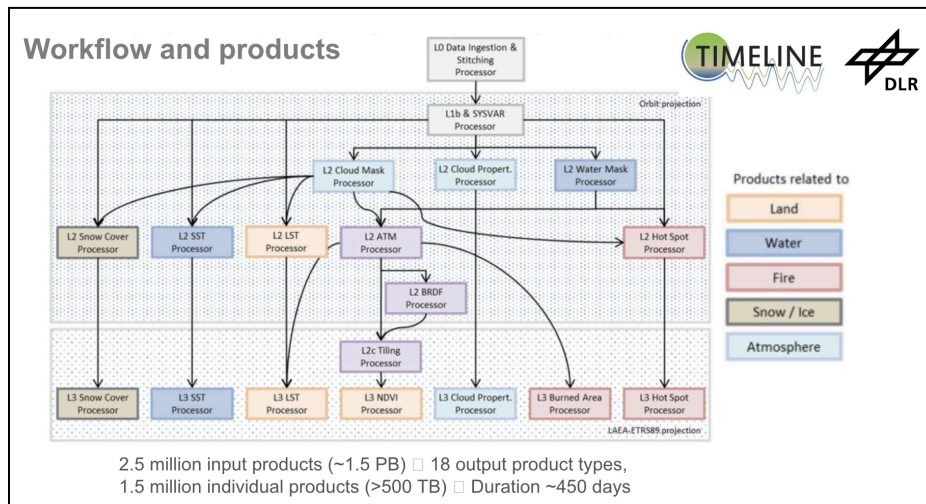 Workflow and products
L0 Data Ingestion &
Stitching
Processor
TIMELINE
DLR
Orbit projection
L1b & SYSVAR
Processor
L2 Cloud Mask
Processor
L2 Cloud Propert.
Processor
L2 Water Mask
Processor
L2 Snow Cover
Processor
L2 SST
Processor
L2 LST
Processor
L2 ATM
Processor
L2 Hot Spot
Processor
L2 BRDF
Processor
L2c Tiling
Processor
L3 Snow Cover
Processor
L3 SST
Processor
L3 LST
Processor
L3 NDVI
Processor
L3 Cloud Propert.
Processor
L3 Burned Area
Processor
L3 Hot Spot
Processor
LAEA-ETRS89 projection
Products related to
Land
Water
Fire
Snow / Ice
Atmosphere
2.5 million input products (~1.5 PB) □ 18 output product types,
1.5 million individual products (>500 TB) □ Duration ~450 days